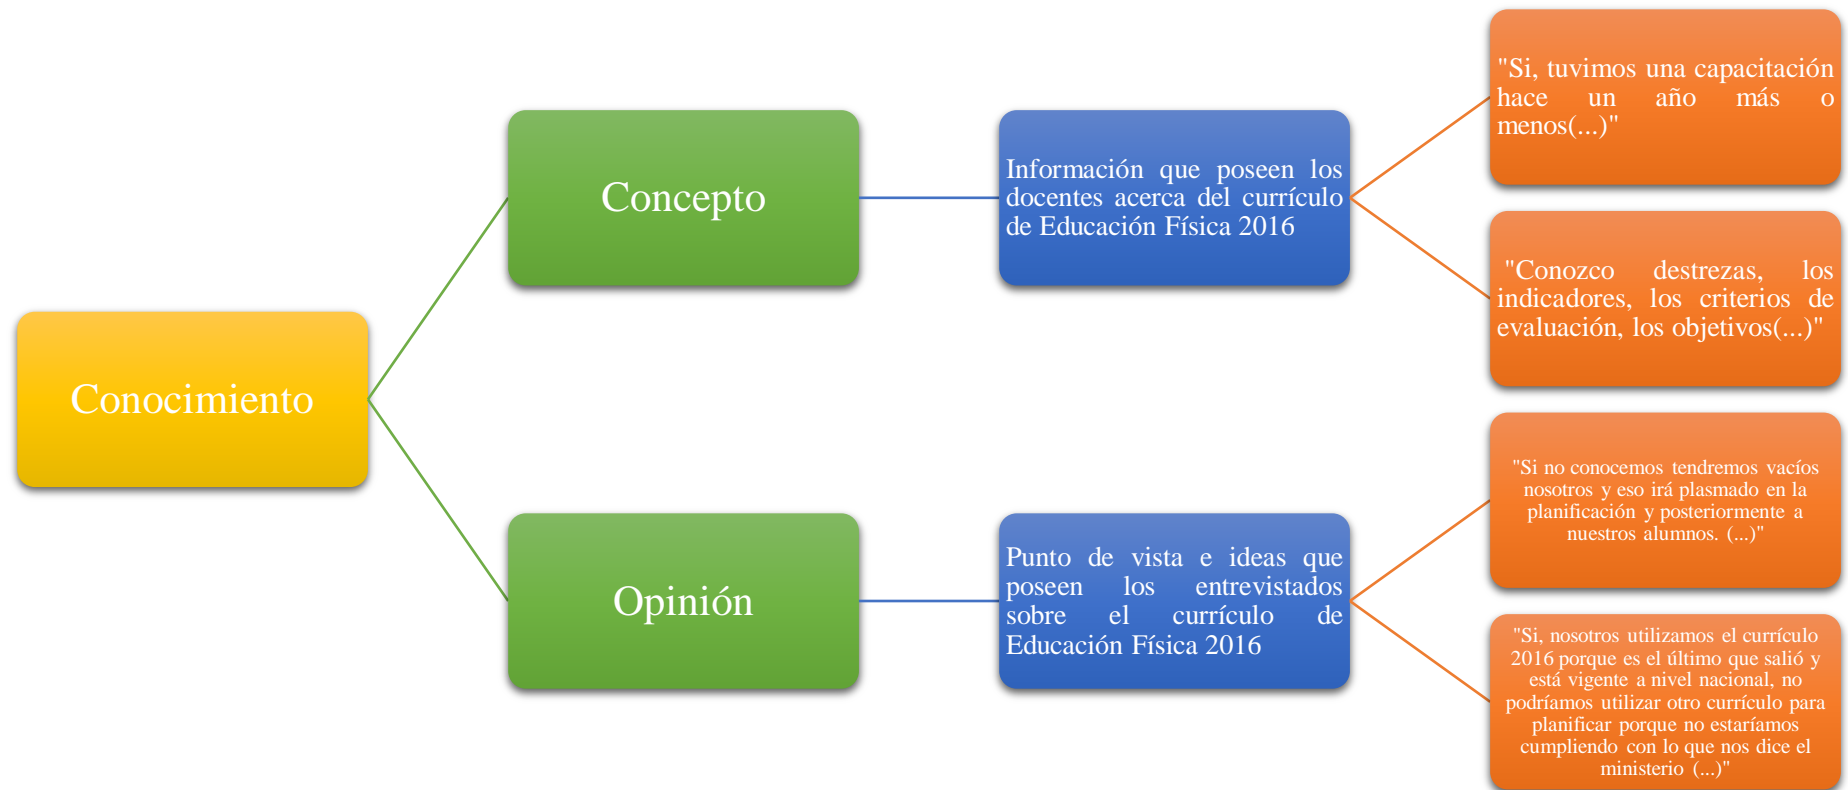 Conocimiento
Concepto
Información que poseen los
docentes acerca del currículo
de Educación Física 2016
"Si, tuvimos una capacitación
hace un año más o
menos(...)"
"Conozco destrezas, los
indicadores, los criterios de
evaluación, los objetivos(...)"
Opinión
Punto de vista e ideas que
poseen los entrevistados
sobre el currículo de
Educación Física 2016
"Si no conocemos tendremos vacíos
nosotros y eso irá plasmado en la
planificación y posteriormente a
nuestros alumnos. (...)"
"Si, nosotros utilizamos el currículo
2016 porque es el último que salió y
está vigente a nivel nacional, no
podríamos utilizar otro currículo para
planificar porque no estaríamos
cumpliendo con lo que nos dice el
ministerio (...)"